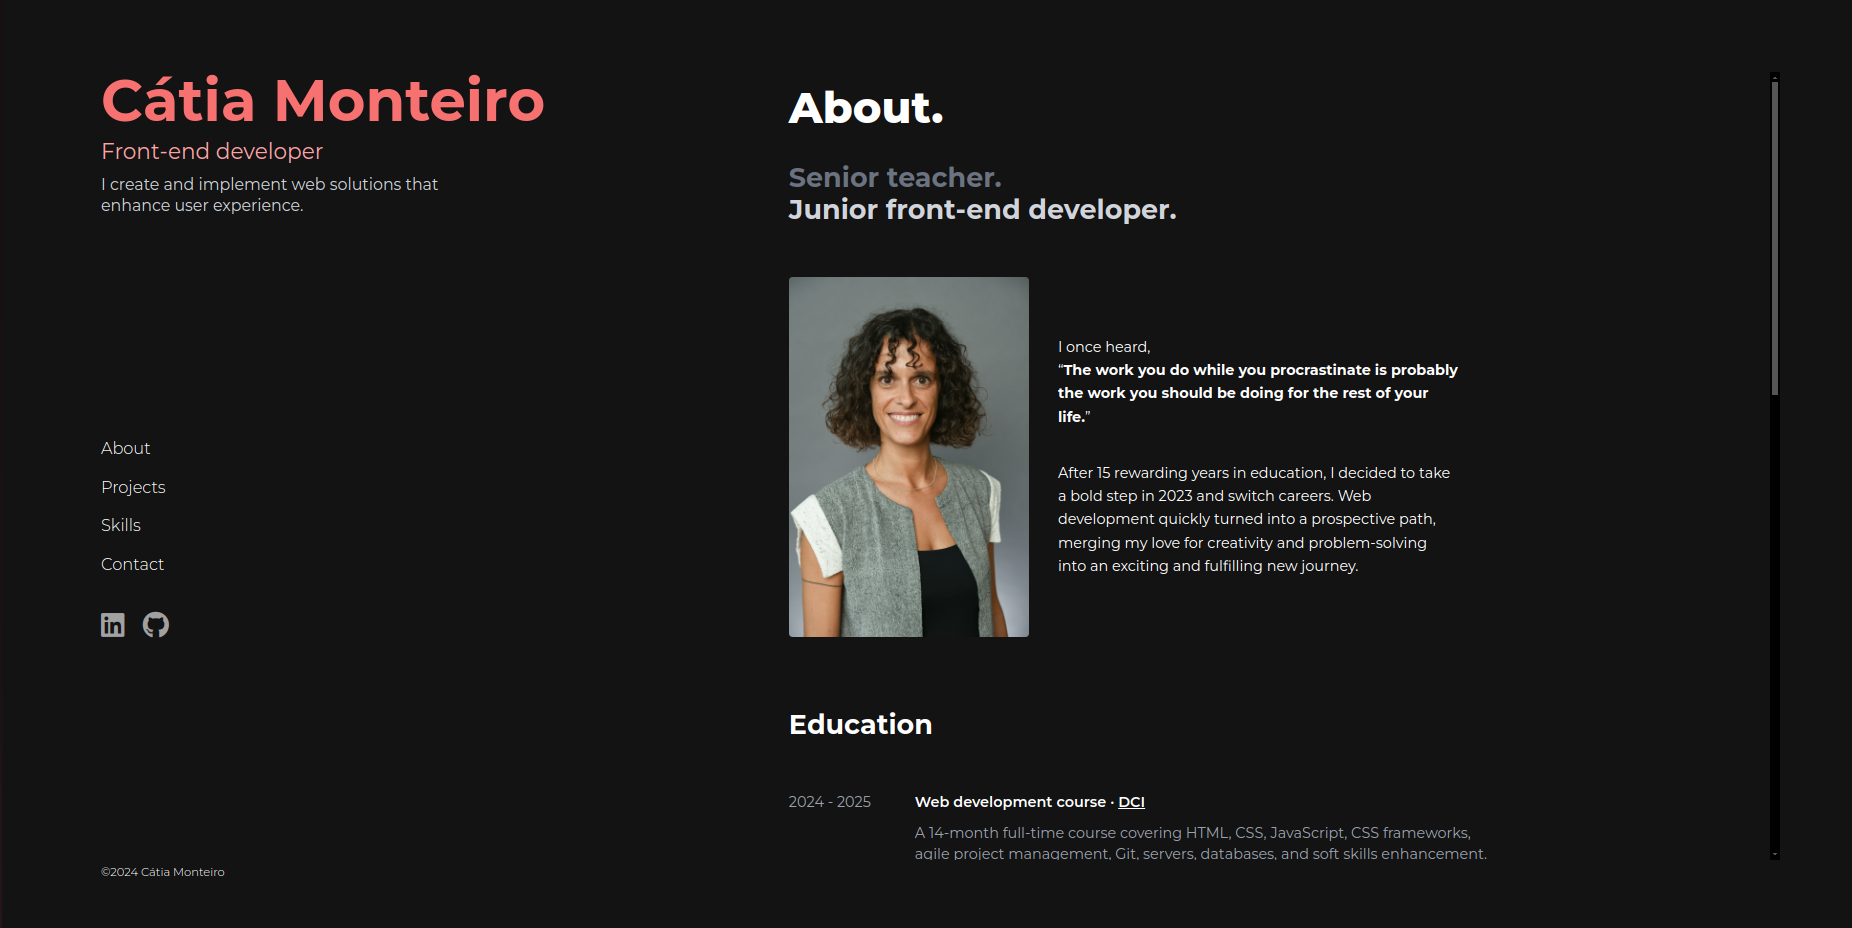 Cátia Monteiro
Front-end developer
I create and implement web solutions that
enhance user experience.
About
Projects
Skills
Contact
in
©2024 Cátia Monteiro
About.
Senior teacher.
Junior front-end developer.
I once heard,
“The work you do while you procrastinate is probably
the work you should be doing for the rest of your
life.”
After 15 rewarding years in education, I decided to take
a bold step in 2023 and switch careers. Web
development quickly turned into a prospective path,
merging my love for creativity and problem-solving
into an exciting and fulfilling new journey.
Education
2024 - 2025
Web development course · DCI
A 14-month full-time course covering HTML, CSS, JavaScript, CSS frameworks,
agile project management, Git, servers, databases, and soft skills enhancement.